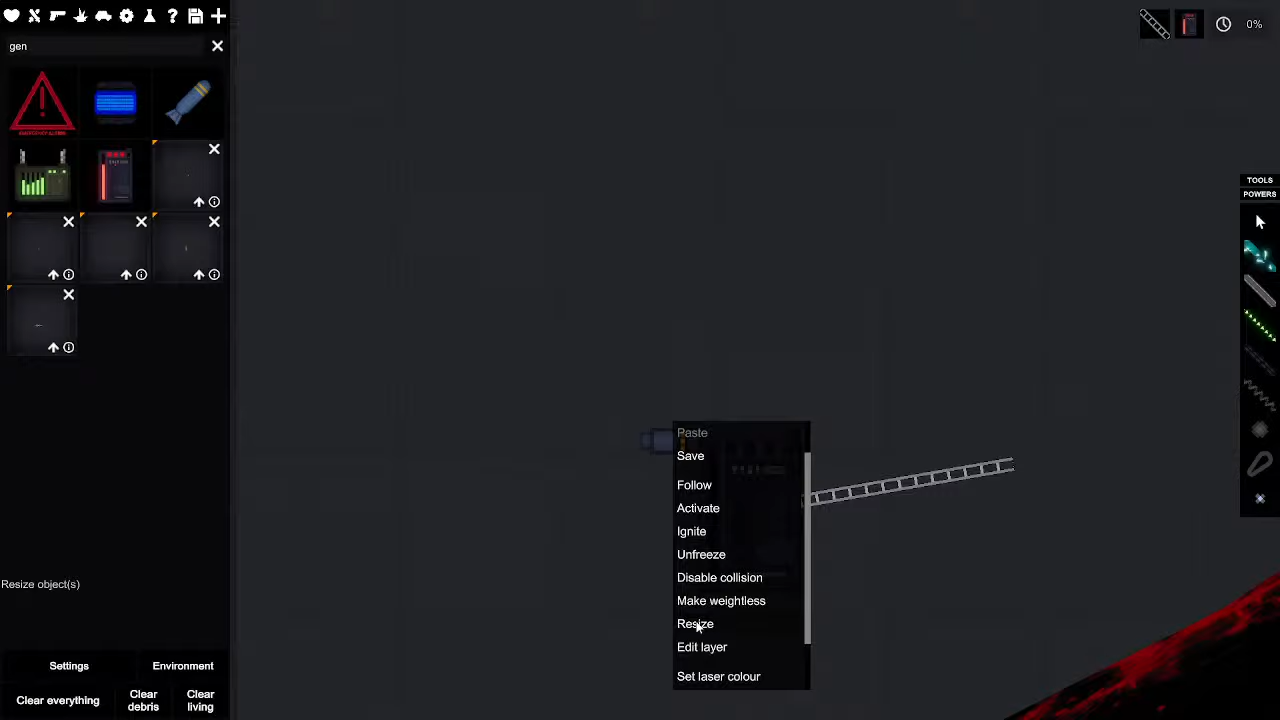 0%
gen
TOOLS
POWERS
Paste
Save
Follow
Activate
Ignite
Unfreeze
Disable collision
Make weightless
Resize
Edit layer
Set laser colour
Resize object(s)
Settings
Environment
Clear everything
Clear
debris
Clear
living